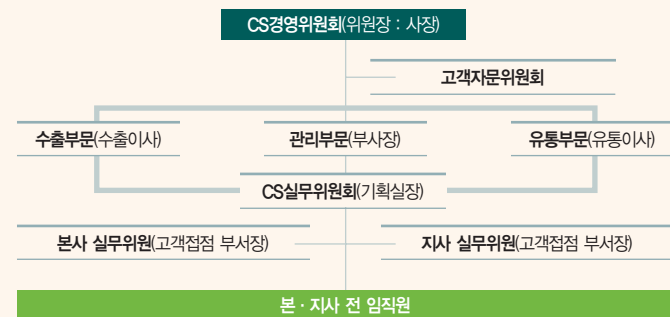 CS경영위원회(위원장 : 사장)
고객자문위원회
수출부문(수출이사)
관리부문(부사장)
유통부문(유통이사)
CS실무위원회(기획실장)
본사 실무위원(고객접점 부서장)
지사 실무위원(고객접점 부서장)
본 · 지사 전 임직원